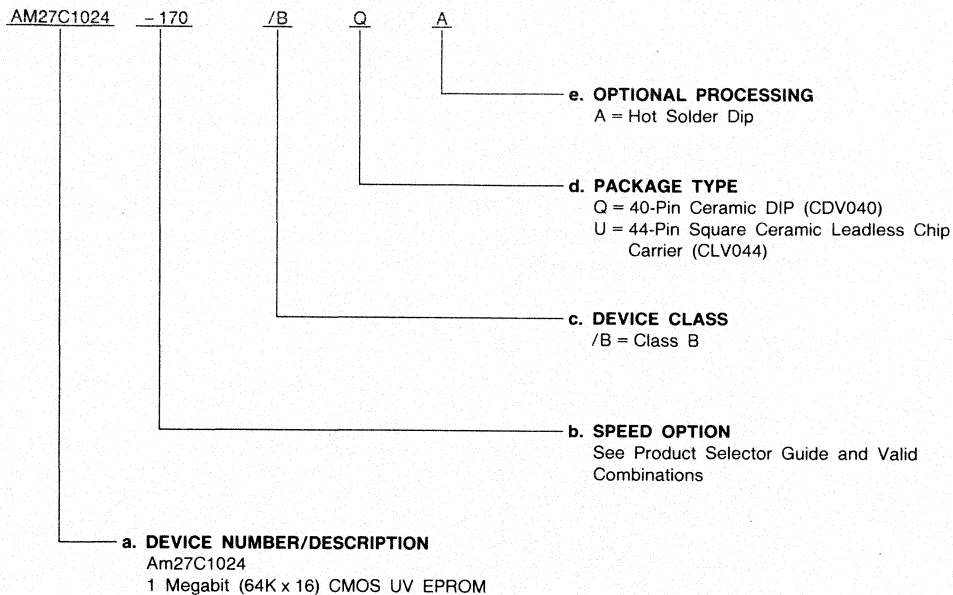 AM27C1024 -170 /B Q A
e. OPTIONAL PROCESSING
A = Hot Solder Dip
d. PACKAGE TYPE
Q = 40-Pin Ceramic DIP (CDV040)
U = 44-Pin Square Ceramic Leadless Chip
Carrier (CLV044)
c. DEVICE CLASS
/B = Class B
b. SPEED OPTION
See Product Selector Guide and Valid
Combinations
a. DEVICE NUMBER/DESCRIPTION
Am27C1024
1 Megabit (64K x 16) CMOS UV EPROM